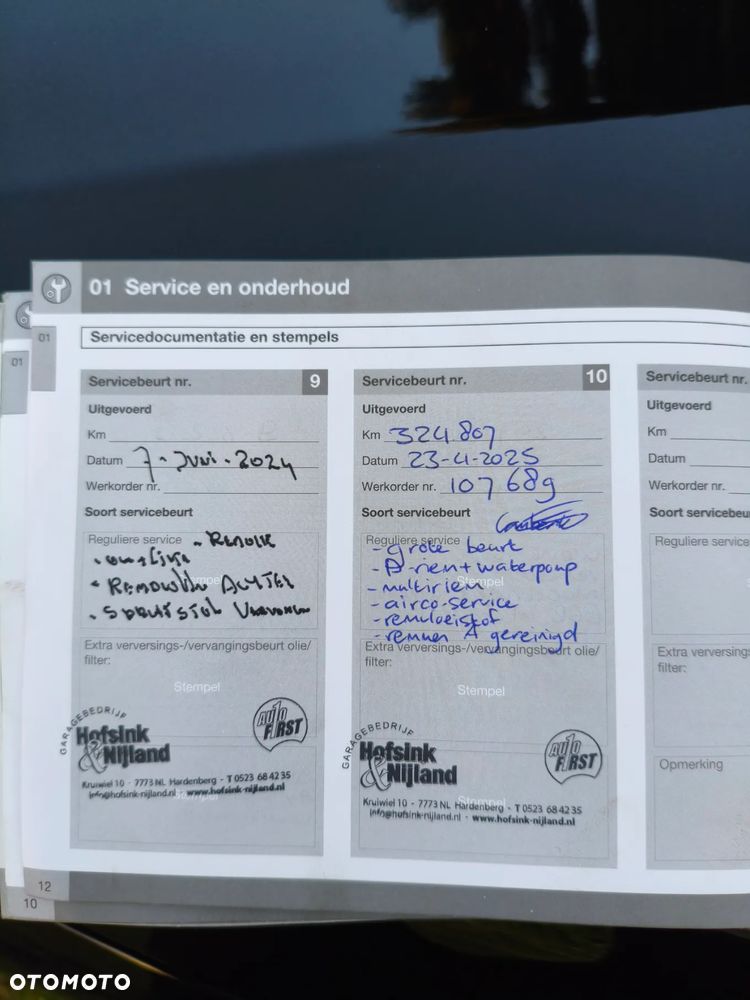 01 Service en onderhoud
01
01
Servicedocumentatie en stempels
Servicebeurt nr. 9
Uitgevoerd
Km
Datum 7-Juni-2024
Werkorder nr.
Soort servicebeurt
Reguliere service
Stempel
Extra verversings-/vervangingsbeurt olie/
filter:
Stempel
GARAGEBEDRIJF
Hofsink
& Nijland
AUTO
FIRST
Kruiwiel 10 - 7773 NL Hardenberg - T 0523 68 42 35
info@hofsink-nijland.nl - www.hofsink-nijland.nl
Servicebeurt nr. 10
Uitgevoerd
Km 324.807
Datum 23-4-2025
Werkorder nr. 107689
Soort servicebeurt
Reguliere service
- grote beurt
- D-riem + waterpomp
- multiriem
Stempel
- airco-service
- remvloeistof
- remmen A gereinigd
Extra verversings-/vervangingsbeurt olie/
filter:
Stempel
GARAGEBEDRIJF
Hofsink
& Nijland
AUTO
FIRST
Kruiwiel 10 - 7773 NL Hardenberg - T 0523 68 42 35
info@hofsink-nijland.nl - www.hofsink-nijland.nl
Servicebeurt nr.
Uitgevoerd
Km
Datum
Werkorder nr.
Soort servicebeu
Reguliere service
Extra verversings
filter:
Opmerking
12
10
OTOMOTO